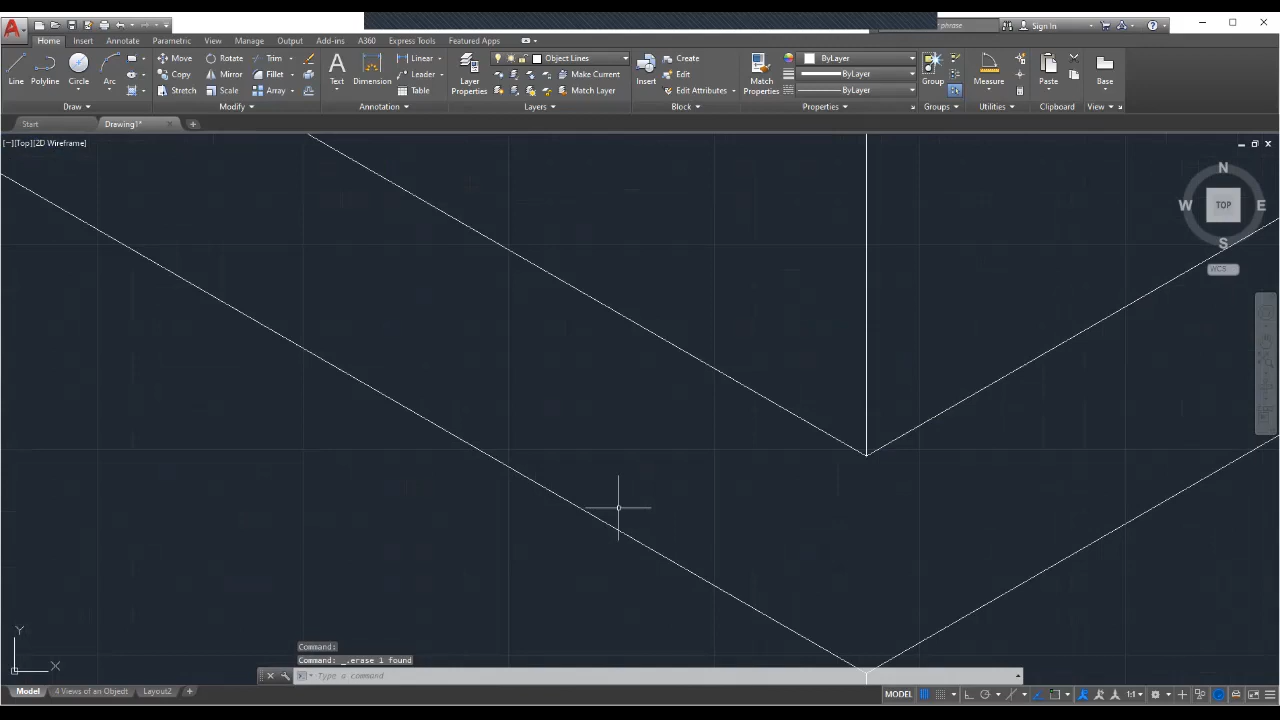 phrase
Sign In
Home Insert Annotate Parametric View Manage Output Add-ins A360 Express Tools Featured Apps
Line Polyline Circle Arc
Move Rotate Trim
Copy Mirror Fillet
Stretch Scale Array
Text Dimension
Linear
Leader
Table
Layer Properties
Object Lines
Make Current
Match Layer
Insert
Create
Edit
Edit Attributes
Match Properties
ByLayer
ByLayer
ByLayer
Group
Measure
Paste
Base
Draw Modify Annotation Layers Block Properties Groups Utilities Clipboard View
Start Drawing1*
[−][Top][2D Wireframe]
N
W TOP E
S
WCS
Y
X
Command:
Command: _.erase 1 found
Type a command
Model 4 Views of an Object Layout2
MODEL 1:1